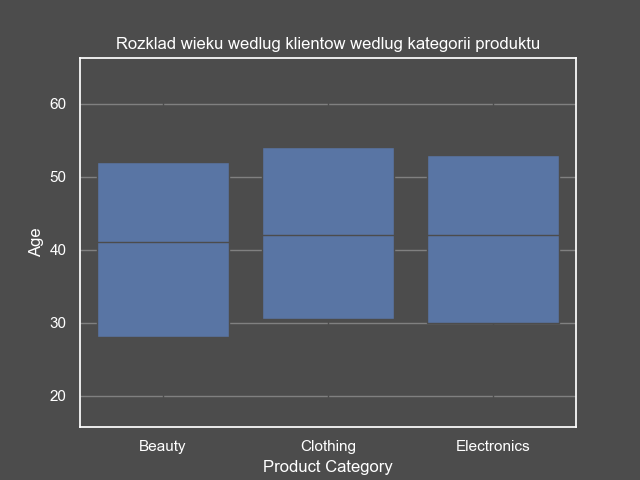 Rozklad wieku wedlug klientow wedlug kategorii produktu
60
50
40
30
20
Age
Beauty Clothing Electronics
Product Category